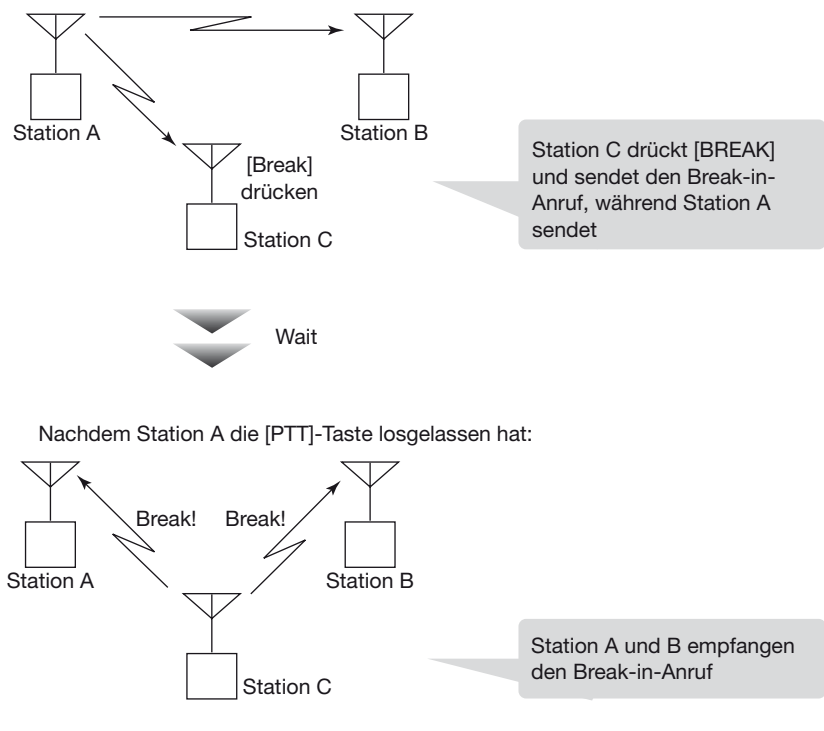 Station A
Station B
[Break]
drücken
Station C
Station C drückt [BREAK]
und sendet den Break-in-
Anruf, während Station A
sendet
Wait
Nachdem Station A die [PTT]-Taste losgelassen hat:
Break!
Break!
Station A
Station B
Station C
Station A und B empfangen
den Break-in-Anruf